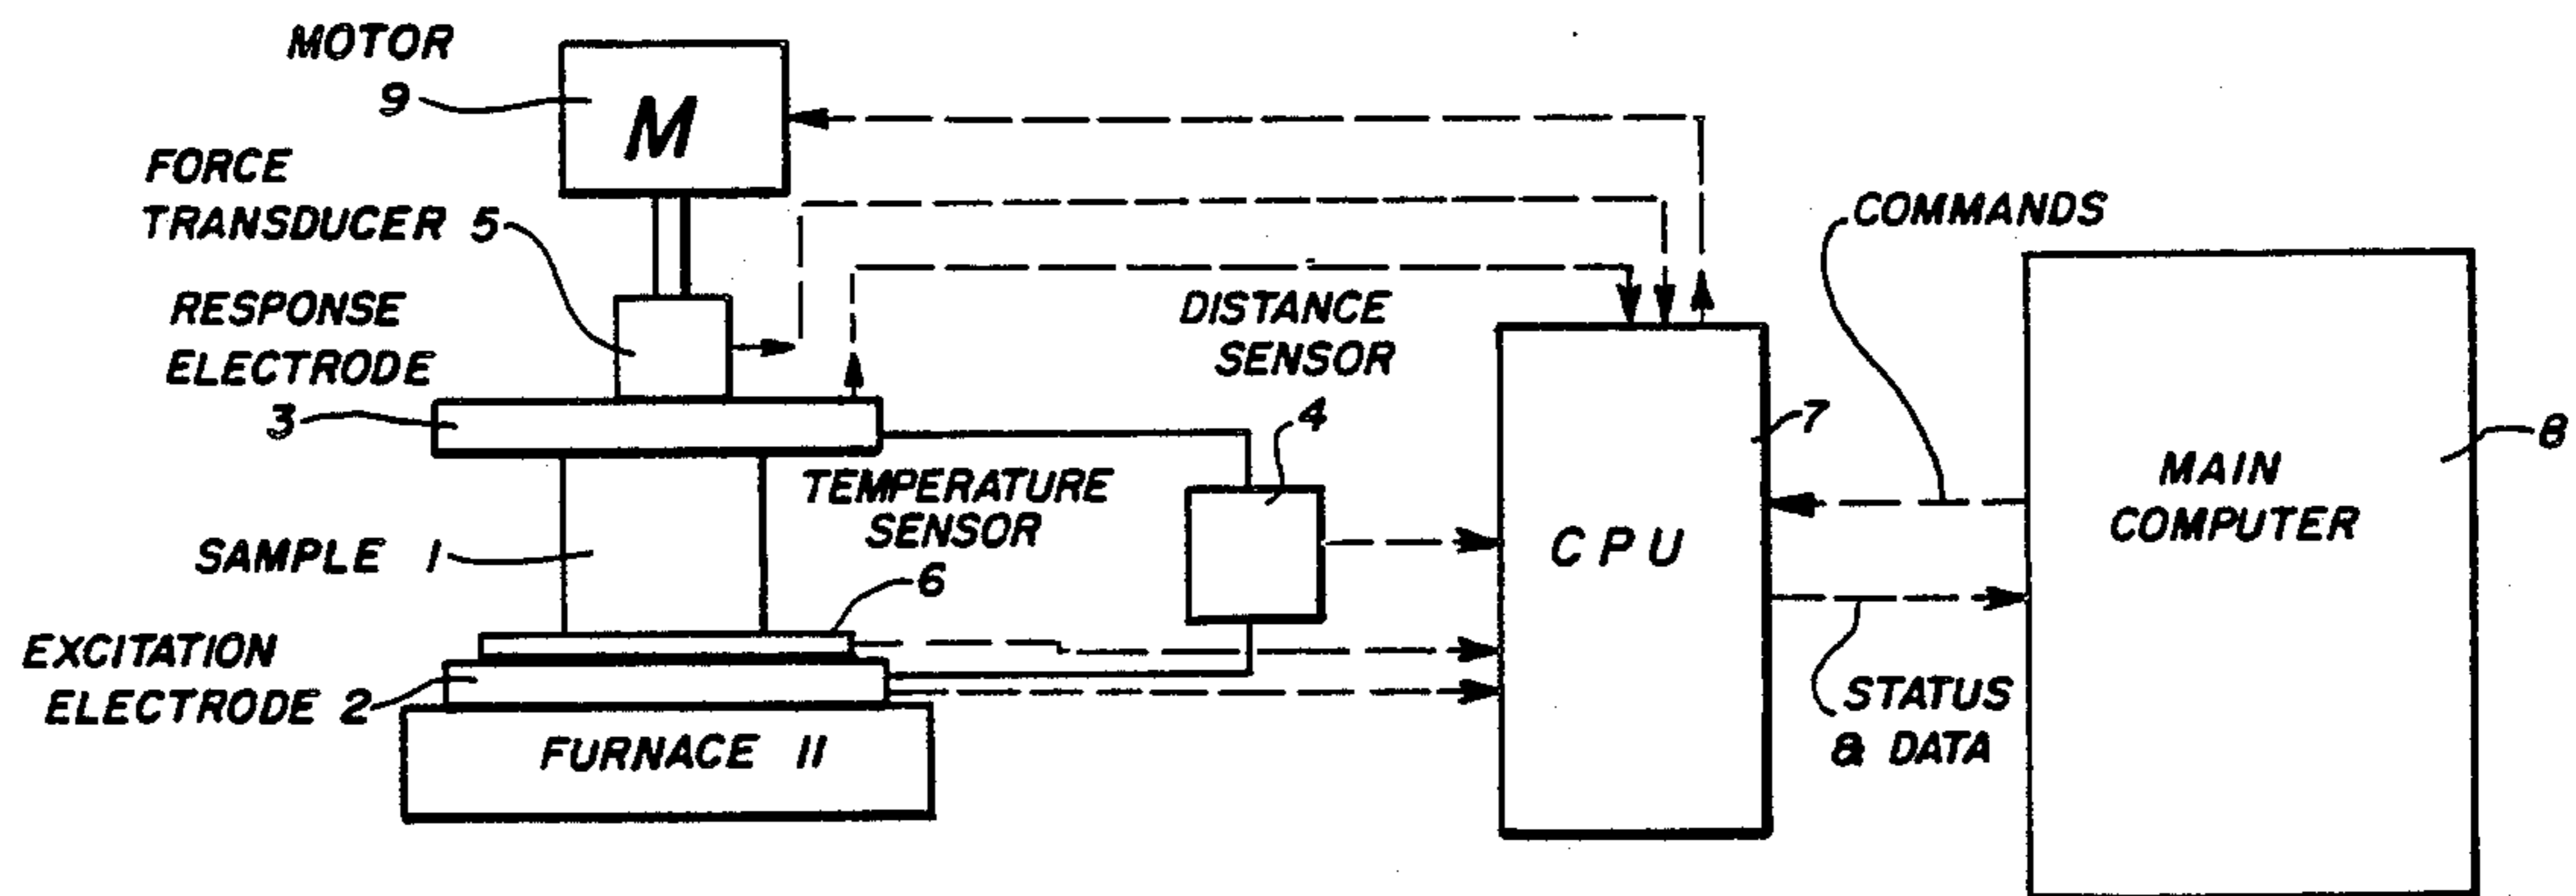 MOTOR
9
M
FORCE
TRANSDUCER 5
RESPONSE
ELECTRODE
3
DISTANCE
SENSOR
4
TEMPERATURE
SENSOR
6
SAMPLE 1
EXCITATION
ELECTRODE 2
FURNACE 11
CPU
7
COMMANDS
MAIN
COMPUTER
8
STATUS
& DATA